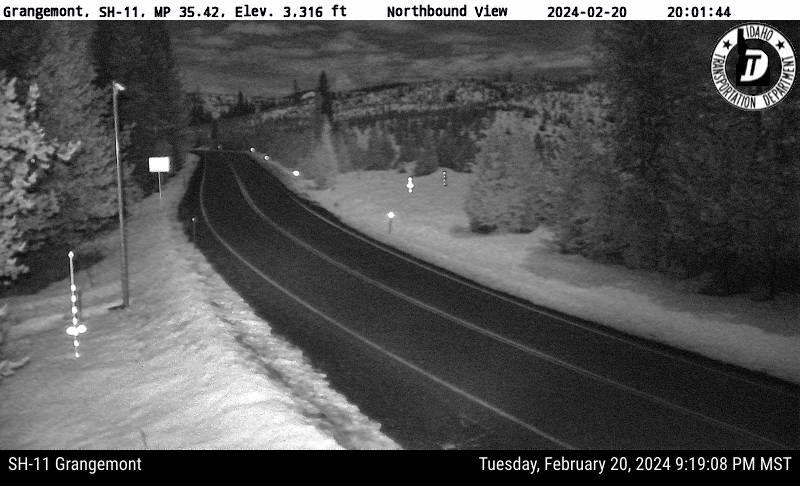 Grangemont, SH-11, MP 35.42, Elev. 3,316 ft Northbound View 2024-02-20 20:01:44
IDAHO
TRANSPORTATION DEPARTMENT
SH-11 Grangemont Tuesday, February 20, 2024 9:19:08 PM MST